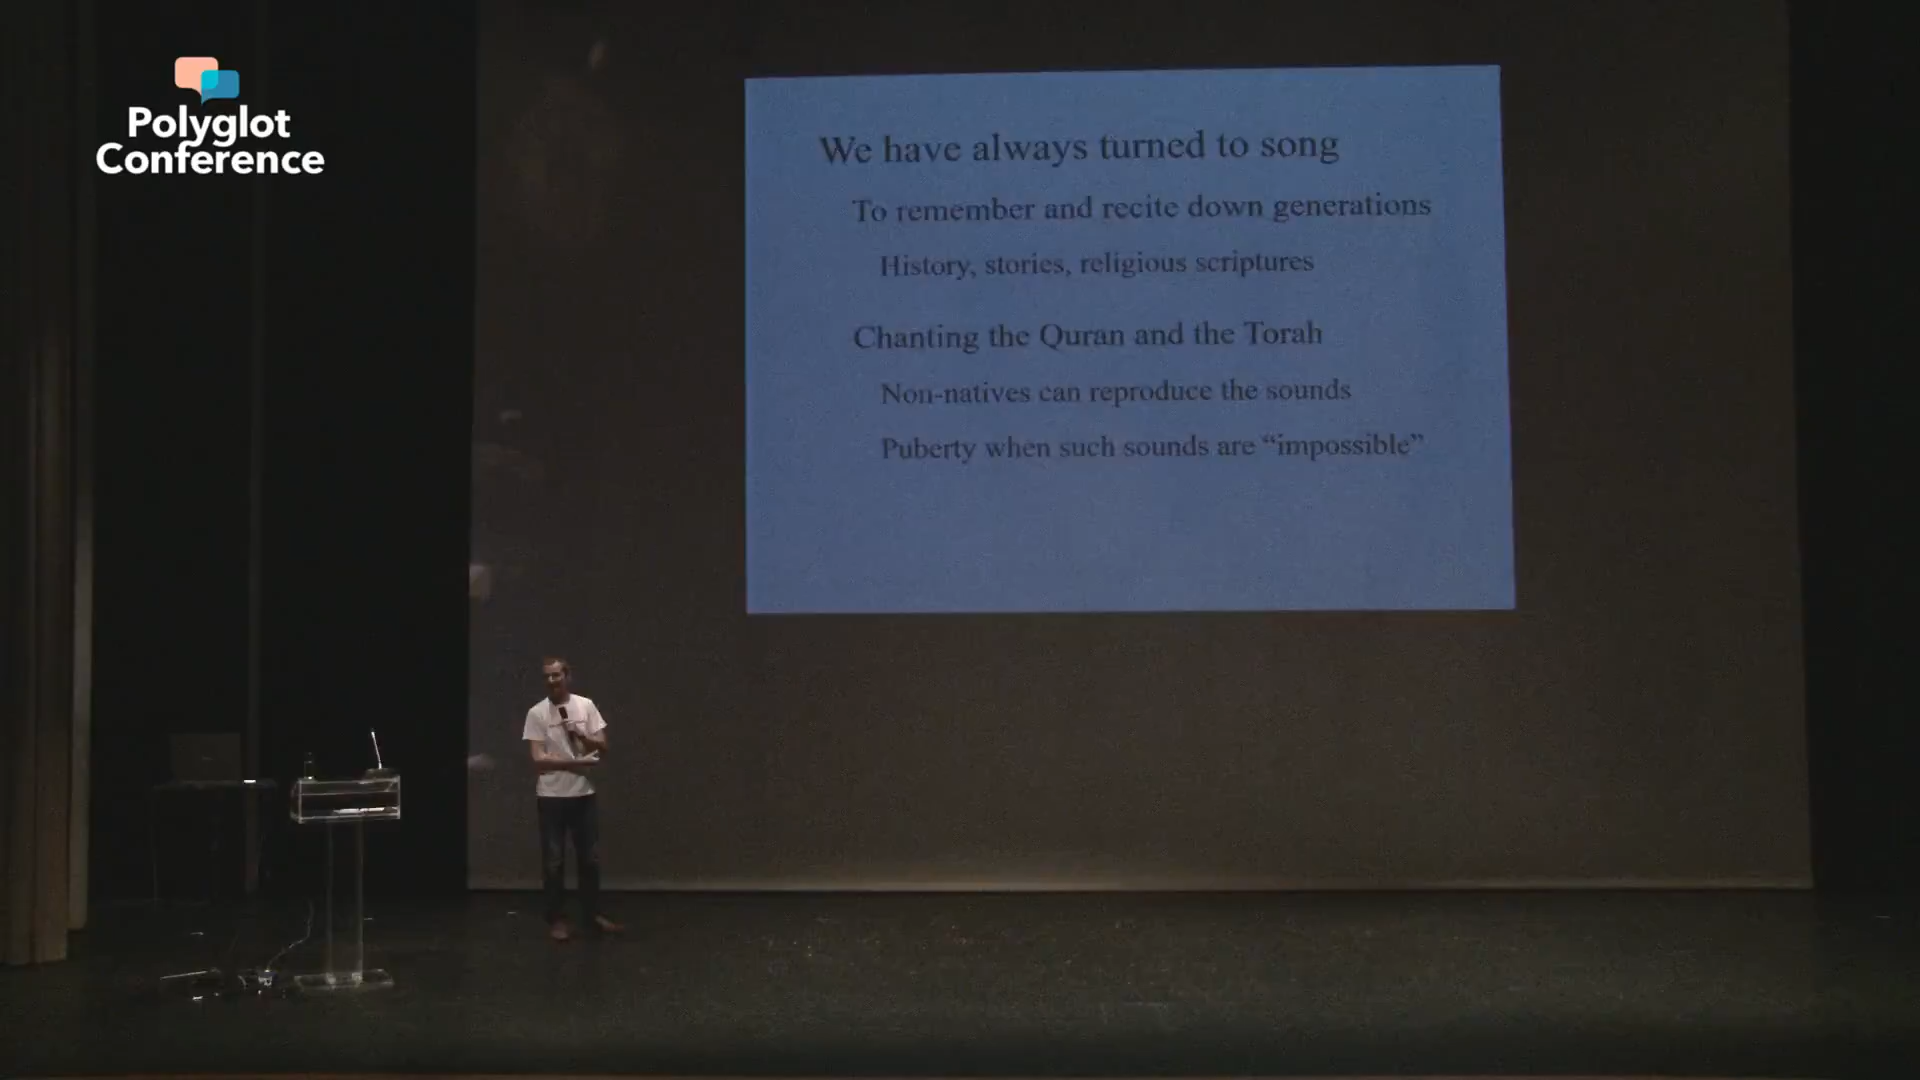 Polyglot
Conference
We have always turned to song
To remember and recite down generations
History, stories, religious scriptures
Chanting the Quran and the Torah
Non-natives can reproduce the sounds
Puberty when such sounds are “impossible”